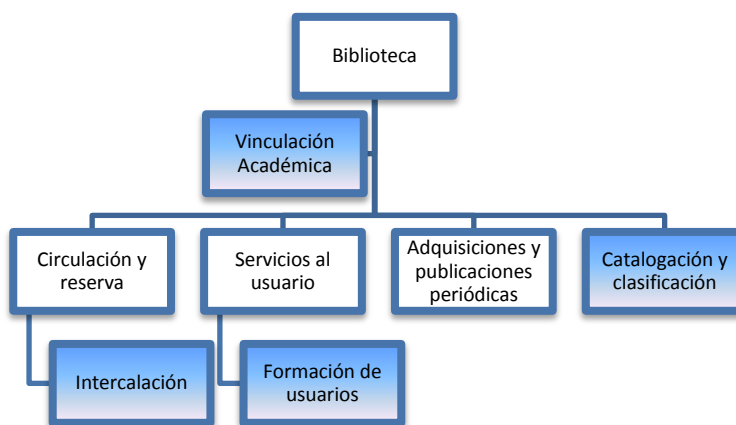 Biblioteca
Vinculación
Académica
Circulación y
reserva
Servicios al
usuario
Adquisiciones y
publicaciones
periódicas
Catalogación y
clasificación
Intercalación
Formación de
usuarios